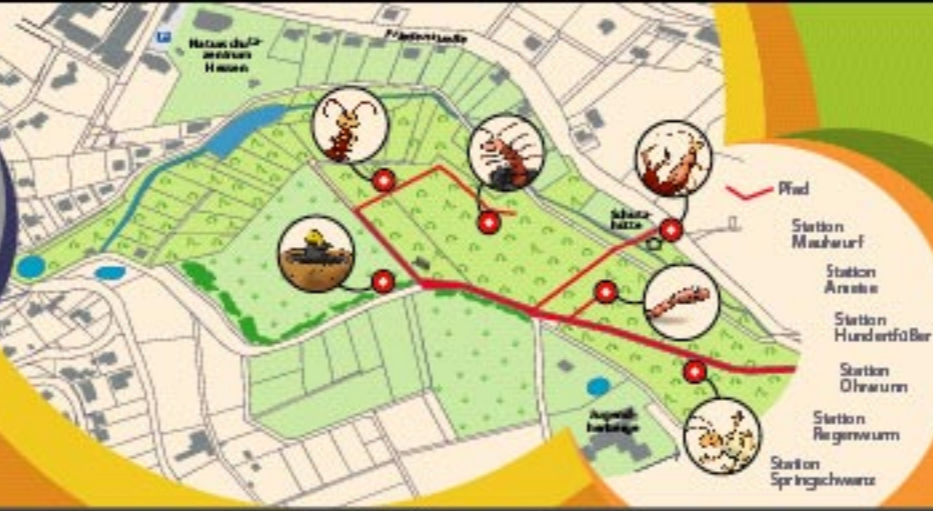 Naturschutz-
zentrum
Hessen
Friedenstraße
P
Schutz-
hütte
Jugend-
herberge
Pfad
Station
Maulwurf
Station
Ameise
Station
Hundertfüßer
Station
Ohrwurm
Station
Regenwurm
Station
Springschwanz